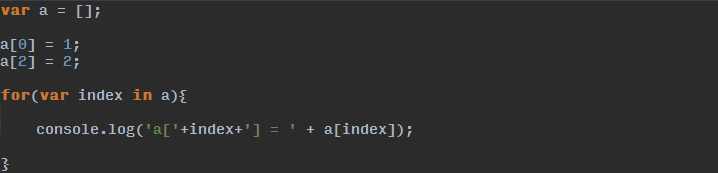 var a = [];
a[0] = 1;
a[2] = 2;
for(var index in a){
console.log('a['+index+'] = ' + a[index]);
}